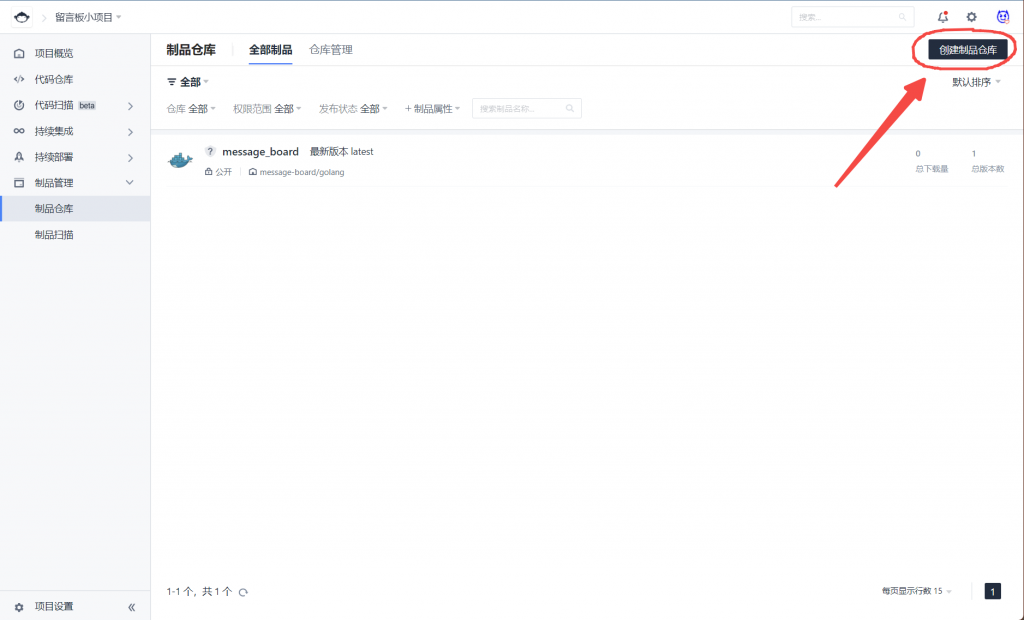 留言板小项目
搜索...
项目概览
代码仓库
代码扫描 beta
持续集成
持续部署
制品管理
制品仓库
制品扫描
项目设置
制品仓库 全部制品 仓库管理
创建制品仓库
全部
默认排序
仓库 全部 权限范围 全部 发布状态 全部 + 制品属性 搜索制品名称...
? message_board 最新版本 latest
公开 message-board/golang
0 1
总下载量 总版本数
1-1 个，共 1 个
每页显示行数 15 1